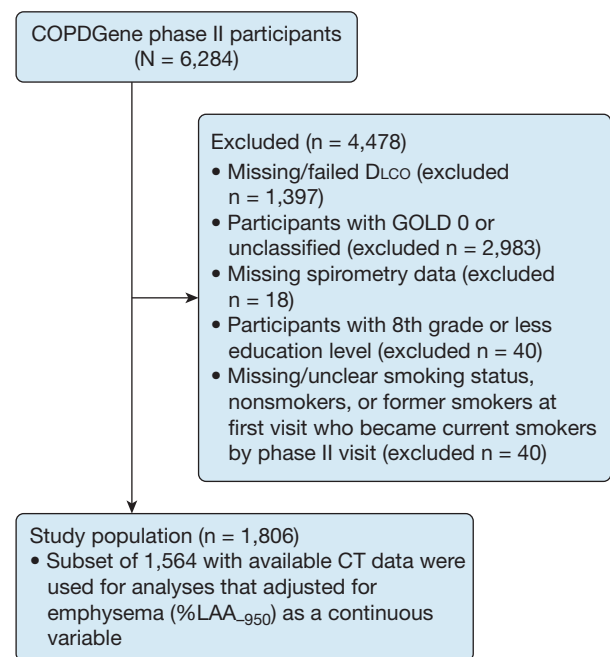 COPDGene phase II participants
(N = 6,284)
Excluded (n = 4,478)
• Missing/failed DLCO (excluded
n = 1,397)
• Participants with GOLD 0 or
unclassified (excluded n = 2,983)
• Missing spirometry data (excluded
n = 18)
• Participants with 8th grade or less
education level (excluded n = 40)
• Missing/unclear smoking status,
nonsmokers, or former smokers at
first visit who became current smokers
by phase II visit (excluded n = 40)
Study population (n = 1,806)
• Subset of 1,564 with available CT data were
used for analyses that adjusted for
emphysema (%LAA₋₉₅₀) as a continuous
variable